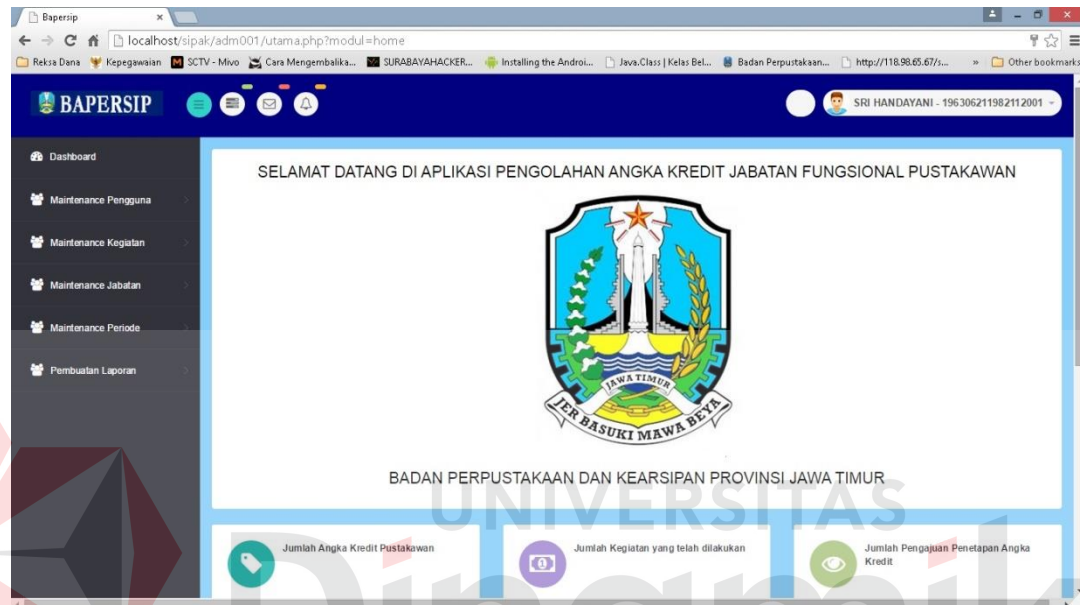 Bapersip
localhost/sipak/adm001/utama.php?modul=home
Reksa Dana Kepegawaian SCTV - Mivo Cara Mengembalika... SURABAYAHACKER... Installing the Androi... Java.Class | Kelas Bel... Badan Perpustakaan... http://118.98.65.67/s... » Other bookmarks
BAPERSIP
SRI HANDAYANI - 196306211982112001
Dashboard
Maintenance Pengguna
Maintenance Kegiatan
Maintenance Jabatan
Maintenance Periode
Pembuatan Laporan
SELAMAT DATANG DI APLIKASI PENGOLAHAN ANGKA KREDIT JABATAN FUNGSIONAL PUSTAKAWAN
JAWA TIMUR
JER BASUKI MAWA BEYA
BADAN PERPUSTAKAAN DAN KEARSIPAN PROVINSI JAWA TIMUR
UNIVERSITAS
Dinamik
Jumlah Angka Kredit Pustakawan
Jumlah Kegiatan yang telah dilakukan
Jumlah Pengajuan Penetapan Angka
Kredit